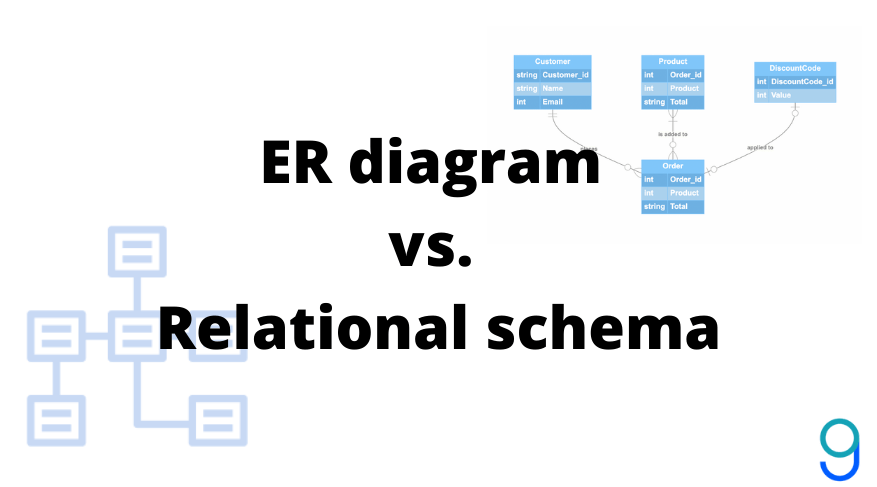 Customer
string Customer_id
string Name
int Email
Product
int Order_id
int Product
string Total
DiscountCode
int DiscountCode_id
int Value
is added to
applied to
Order
int Order_id
int Product
string Total
ER diagram
vs.
Relational schema